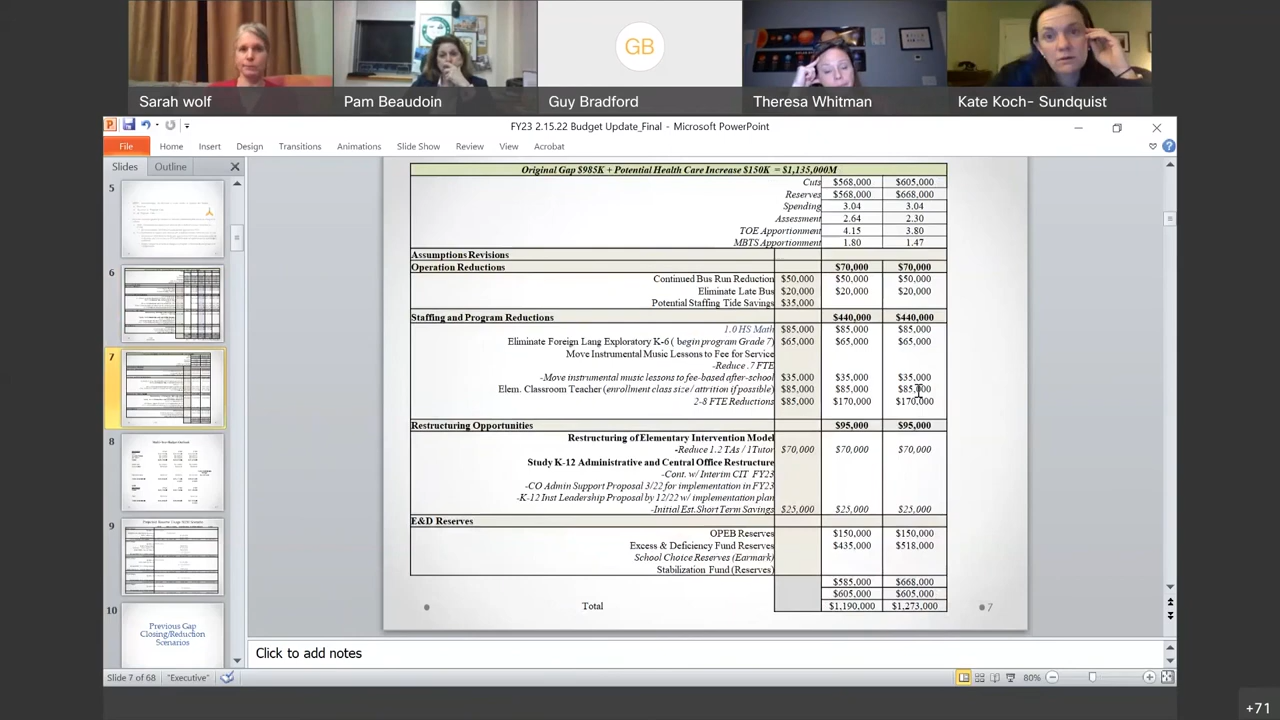 GB
Sarah wolf
Pam Beaudoin
Guy Bradford
Theresa Whitman
Kate Koch- Sundquist
FY23 2.15.22 Budget Update_Final - Microsoft PowerPoint
File Home Insert Design Transitions Animations Slide Show Review View Acrobat
Slides Outline
5
6
7
8
9
10
Previous Gap
Closing/Reduction
Scenarios
Original Gap $985K + Potential Health Care Increase $150K = $1,135,000M
Cuts $568,000 $605,000
Reserves $568,000 $668,000
Spending 3.04 3.04
Assessment 2.64 2.30
TOE Apportionment 4.15 3.80
MBTS Apportionment 1.80 1.47
Assumptions Revisions
Operation Reductions $70,000 $70,000
Continued Bus Run Reduction $50,000 $50,000 $50,000
Eliminate Late Bus $20,000 $20,000 $20,000
Potential Staffing Tide Savings $35,000
Staffing and Program Reductions $440,000 $440,000
1.0 HS Math $85,000 $85,000 $85,000
Eliminate Foreign Lang Exploratory K-6 ( begin program Grade 7) $65,000 $65,000 $65,000
Move Instrumental Music Lessons to Fee for Service
-Reduce .7 FTE
-Move Instrumental music lessons to fee-based after-school $35,000 $35,000 $35,000
Elem. Classroom Teacher (enrollment class size / attrition if possible) $85,000 $85,000 $85,000
2-8 FTE Reductions $85,000 $170,000 $170,000
Restructuring Opportunities $95,000 $95,000
Restructuring of Elementary Intervention Model
-Reduce 1.2 TAs / 1Tutor $70,000 $70,000 $70,000
Study K-12 Administrative and Central Office Restructure
-Cont. w/ Interim CIT FY23
-CO Admin Support Proposal 3/22 for implementation in FY23
-K-12 Inst Leadership Proposal by 12/22 w/ implementation plan
-Initial Est.Short Term Savings $25,000 $25,000 $25,000
E&D Reserves
OPEB Reserves $150,000 $150,000
Excess & Deficiency Fund Reserves $435,000 $518,000
School Choice Reserves (Earmark)
Stabilization Fund (Reserves)
$585,000 $668,000
$605,000 $605,000
Total $1,190,000 $1,273,000
7
Click to add notes
Slide 7 of 68 "Executive" 80%
+71